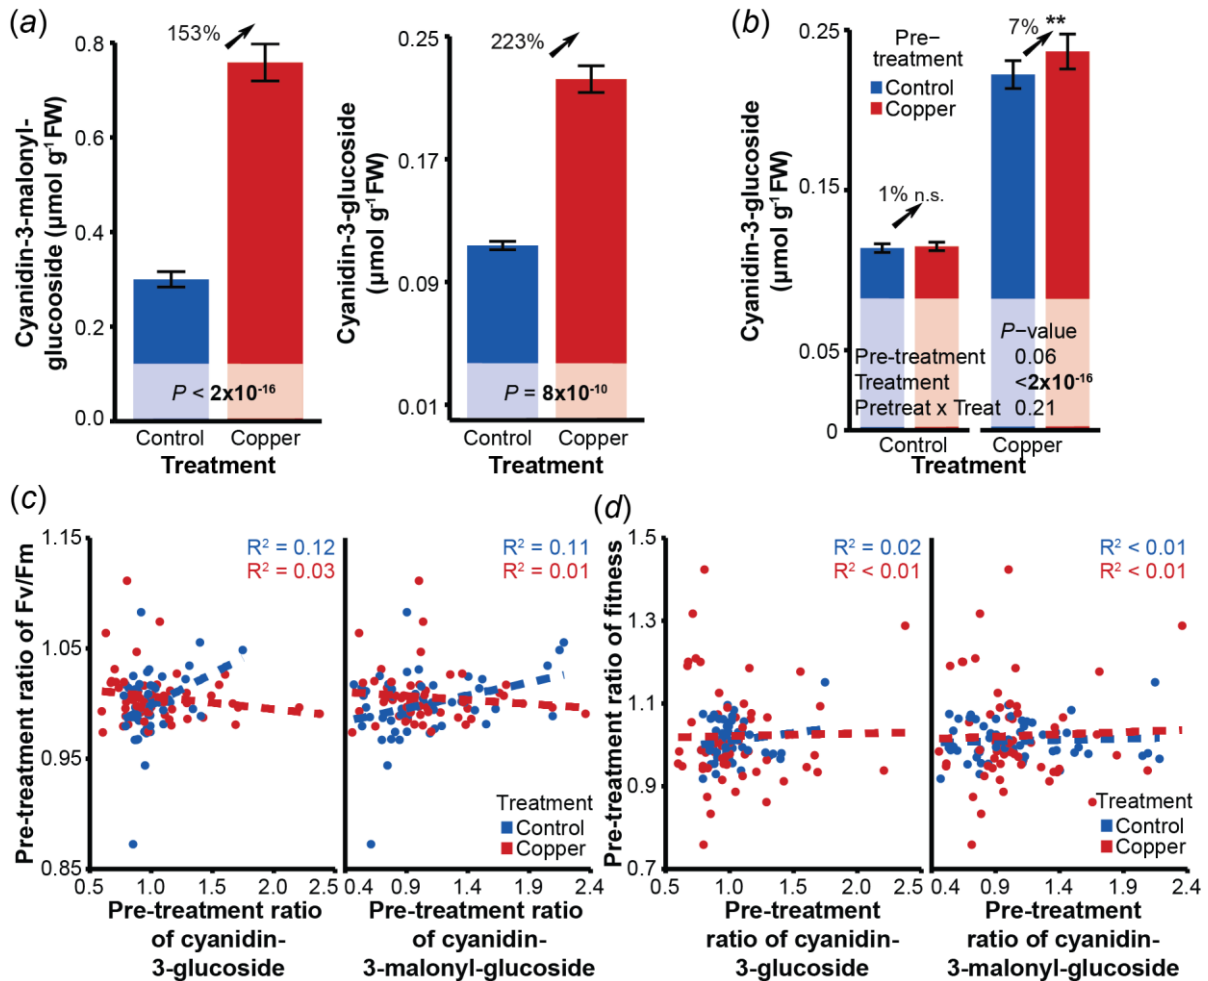 (a)
153%
Cyanidin-3-malonyl-
glucooside (µmol g⁻¹FW)
0.8
0.6
0.4
0.2
0.0
P < 2x10⁻¹⁶
Control
Copper
Treatment
223%
Cyanidin-3-glucoside
(µmol g⁻¹FW)
0.25
0.17
0.09
0.01
P = 8x10⁻¹⁰
Control
Copper
Treatment
(b)
Cyanidin-3-glucoside
(µmol g⁻¹FW)
0.25
0.15
0.05
0
Pre−
treatment
Control
Copper
7% **
1% n.s.
P−value
Pre-treatment 0.06
Treatment <2x10⁻¹⁶
Pretreat x Treat 0.21
Control
Copper
Treatment
(c)
Pre-treatment ratio of Fv/Fm
1.15
1.05
0.95
0.85
R² = 0.12
R² = 0.03
0.5 1.0 1.5 2.0 2.5
Pre-treatment ratio
of cyanidin-
3-glucoside
R² = 0.11
R² = 0.01
Treatment
Control
Copper
0.4 0.9 1.4 1.9 2.4
Pre-treatment ratio
of cyanidin-
3-malonyl-glucoside
(d)
Pre-treatment ratio of fitness
1.5
1.3
1.1
0.9
0.7
R² = 0.02
R² < 0.01
0.5 1.0 1.5 2.0 2.5
Pre-treatment
ratio of cyanidin-
3-glucoside
R² < 0.01
R² < 0.01
Treatment
Control
Copper
0.4 0.9 1.4 1.9 2.4
Pre-treatment
ratio of cyanidin-
3-malonyl-glucoside